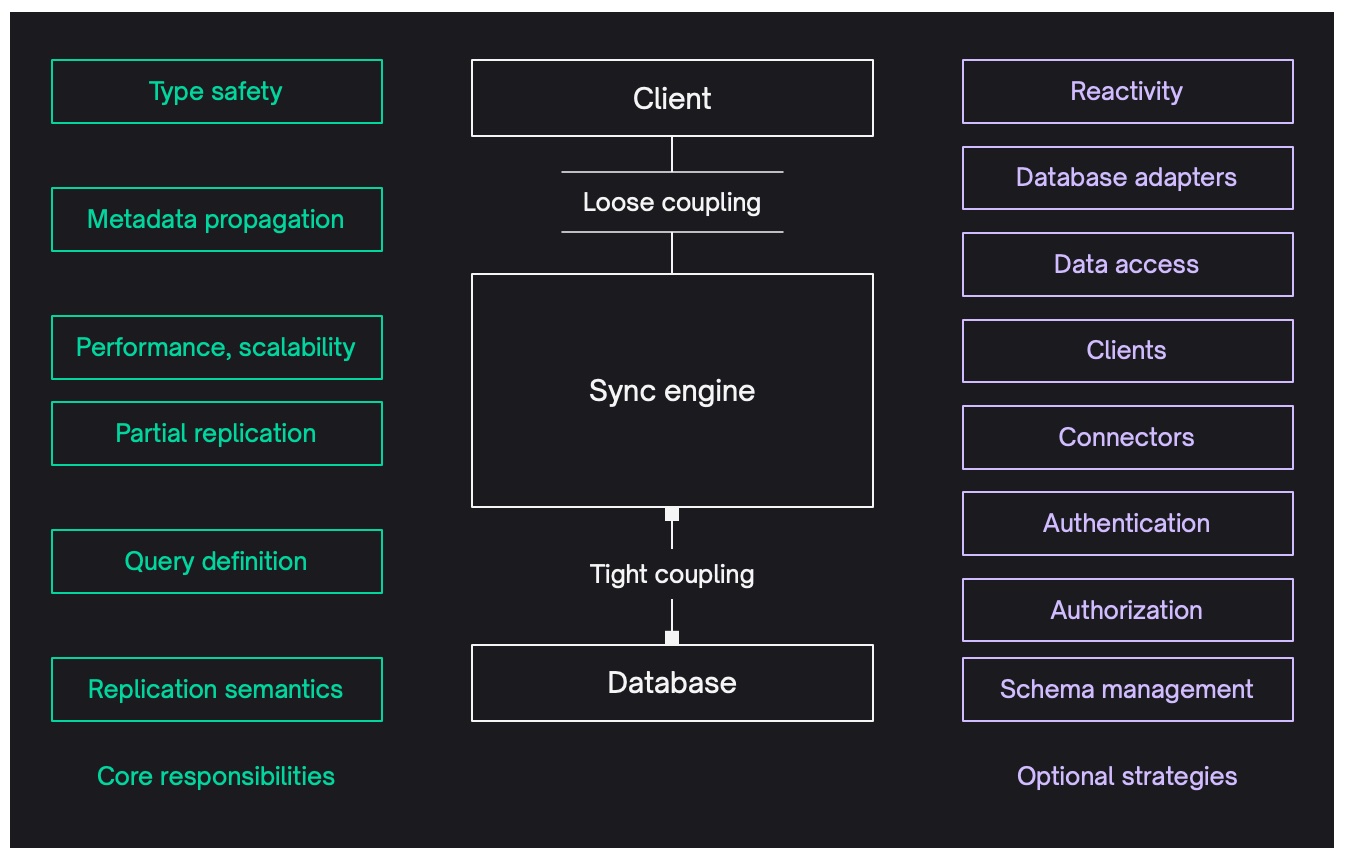 Type safety
Metadata propagation
Performance, scalability
Partial replication
Query definition
Replication semantics
Core responsibilities
Client
Loose coupling
Sync engine
Tight coupling
Database
Reactivity
Database adapters
Data access
Clients
Connectors
Authentication
Authorization
Schema management
Optional strategies